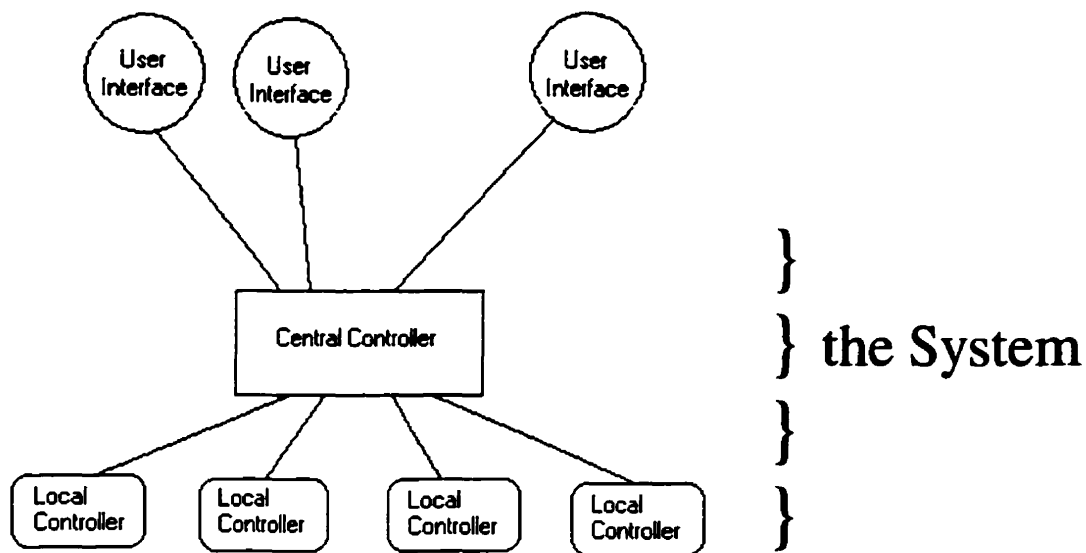 User
Interface
User
Interface
User
Interface
}
Central Controller
} the System
}
Local
Controller
Local
Controller
Local
Controller
Local
Controller
}